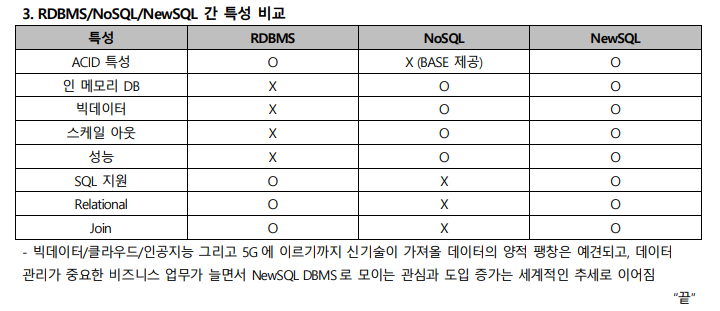 3. RDBMS/NoSQL/NewSQL 간 특성 비교
특성 RDBMS NoSQL NewSQL
ACID 특성 O X (BASE 제공) O
인 메모리 DB X O O
빅데이터 X O O
스케일 아웃 X O O
성능 X O O
SQL 지원 O X O
Relational O X O
Join O X O
- 빅데이터/클라우드/인공지능 그리고 5G 에 이르기까지 신기술이 가져올 데이터의 양적 팽창은 예견되고, 데이터
관리가 중요한 비즈니스 업무가 늘면서 NewSQL DBMS 로 모이는 관심과 도입 증가는 세계적인 추세로 이어짐
“끝“